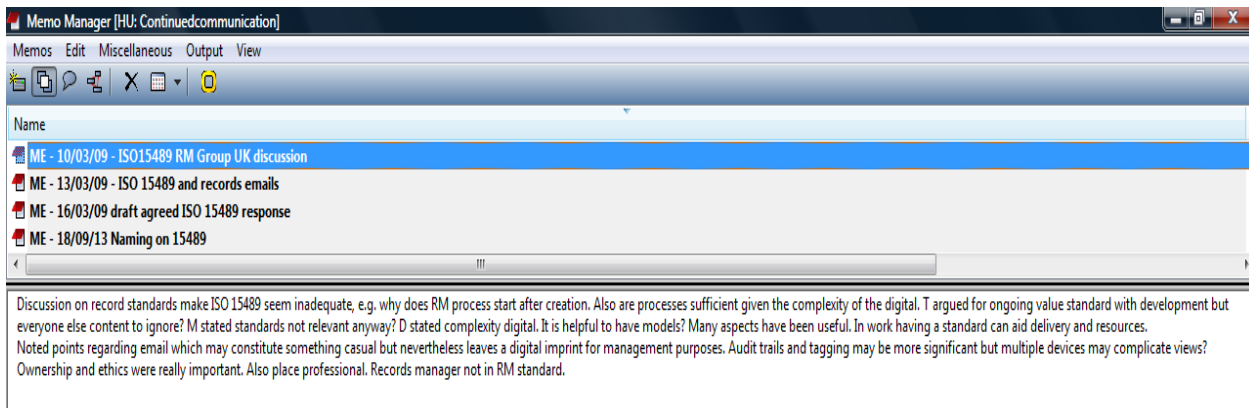 Memo Manager [HU: Continuedcommunication]
Memos Edit Miscellaneous Output View
Name
ME - 10/03/09 - ISO15489 RM Group UK discussion
ME - 13/03/09 - ISO 15489 and records emails
ME - 16/03/09 draft agreed ISO 15489 response
ME - 18/09/13 Naming on 15489
Discussion on record standards make ISO 15489 seem inadequate, e.g. why does RM process start after creation. Also are processes sufficient given the complexity of the digital. T argued for ongoing value standard with development but
everyone else content to ignore? M stated standards not relevant anyway? D stated complexity digital. It is helpful to have models? Many aspects have been useful. In work having a standard can aid delivery and resources.
Noted points regarding email which may constitute something casual but nevertheless leaves a digital imprint for management purposes. Audit trails and tagging may be more significant but multiple devices may complicate views?
Ownership and ethics were really important. Also place professional. Records manager not in RM standard.